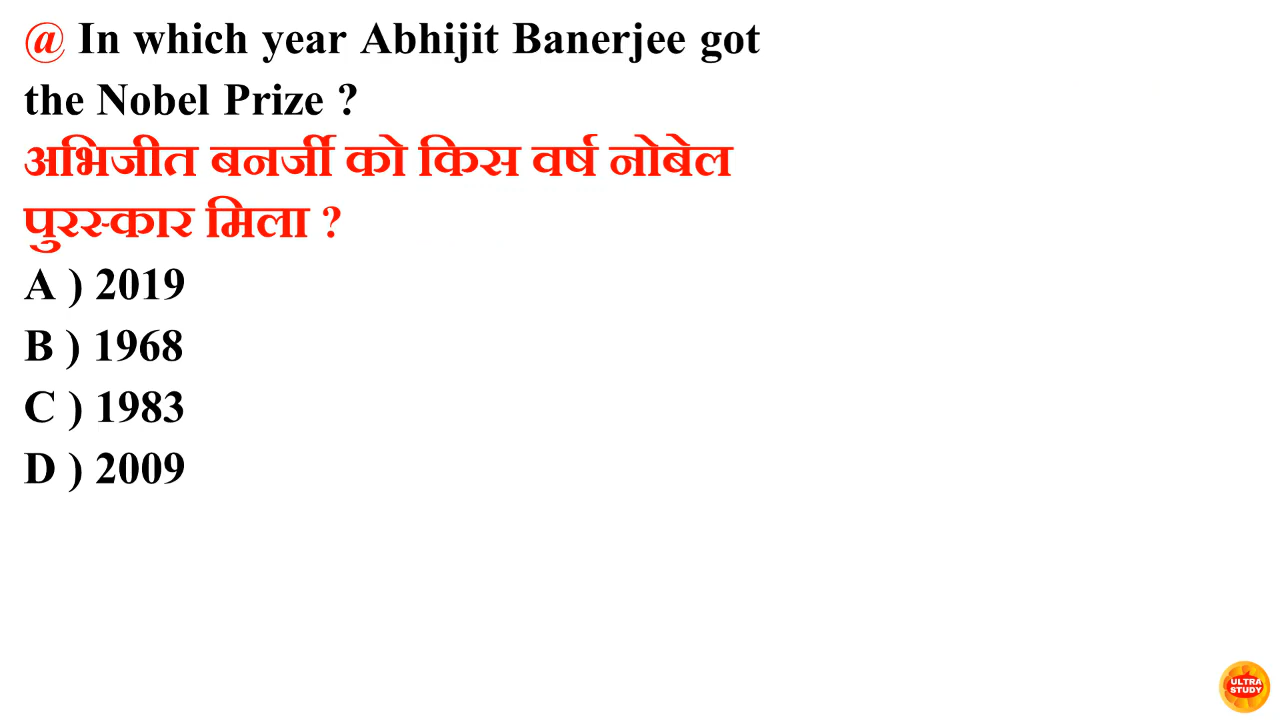 @ In which year Abhijit Banerjee got
the Nobel Prize ?
अभिजीत बनर्जी को किस वर्ष नोबेल
पुरस्कार मिला ?
A ) 2019
B ) 1968
C ) 1983
D ) 2009
ULTRA
STUDY